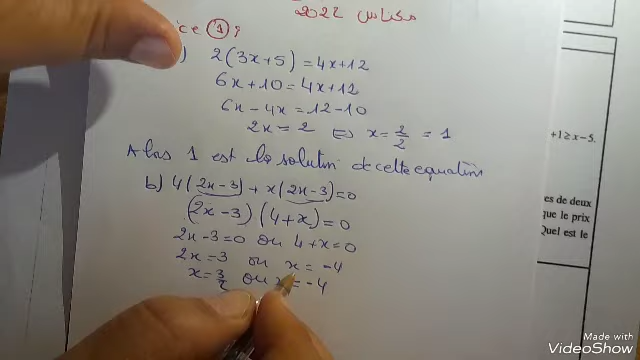 مكناس 2022
ce 1 :
) 2(3x+5)=4x+12
6x+10=4x+12
6x-4x=12-10
2x=2 ⟺ x=2/2=1
Alors 1 est la solution de cette equation
b) 4(2x-3)+x(2x-3)=0
(2x-3)(4+x)=0
2x-3=0 ou 4+x=0
2x=3 ou x=-4
x=3/2 ou x=-4
+1≥x-5.
es de deux
que le prix
Quel est le
Made with
VideoShow